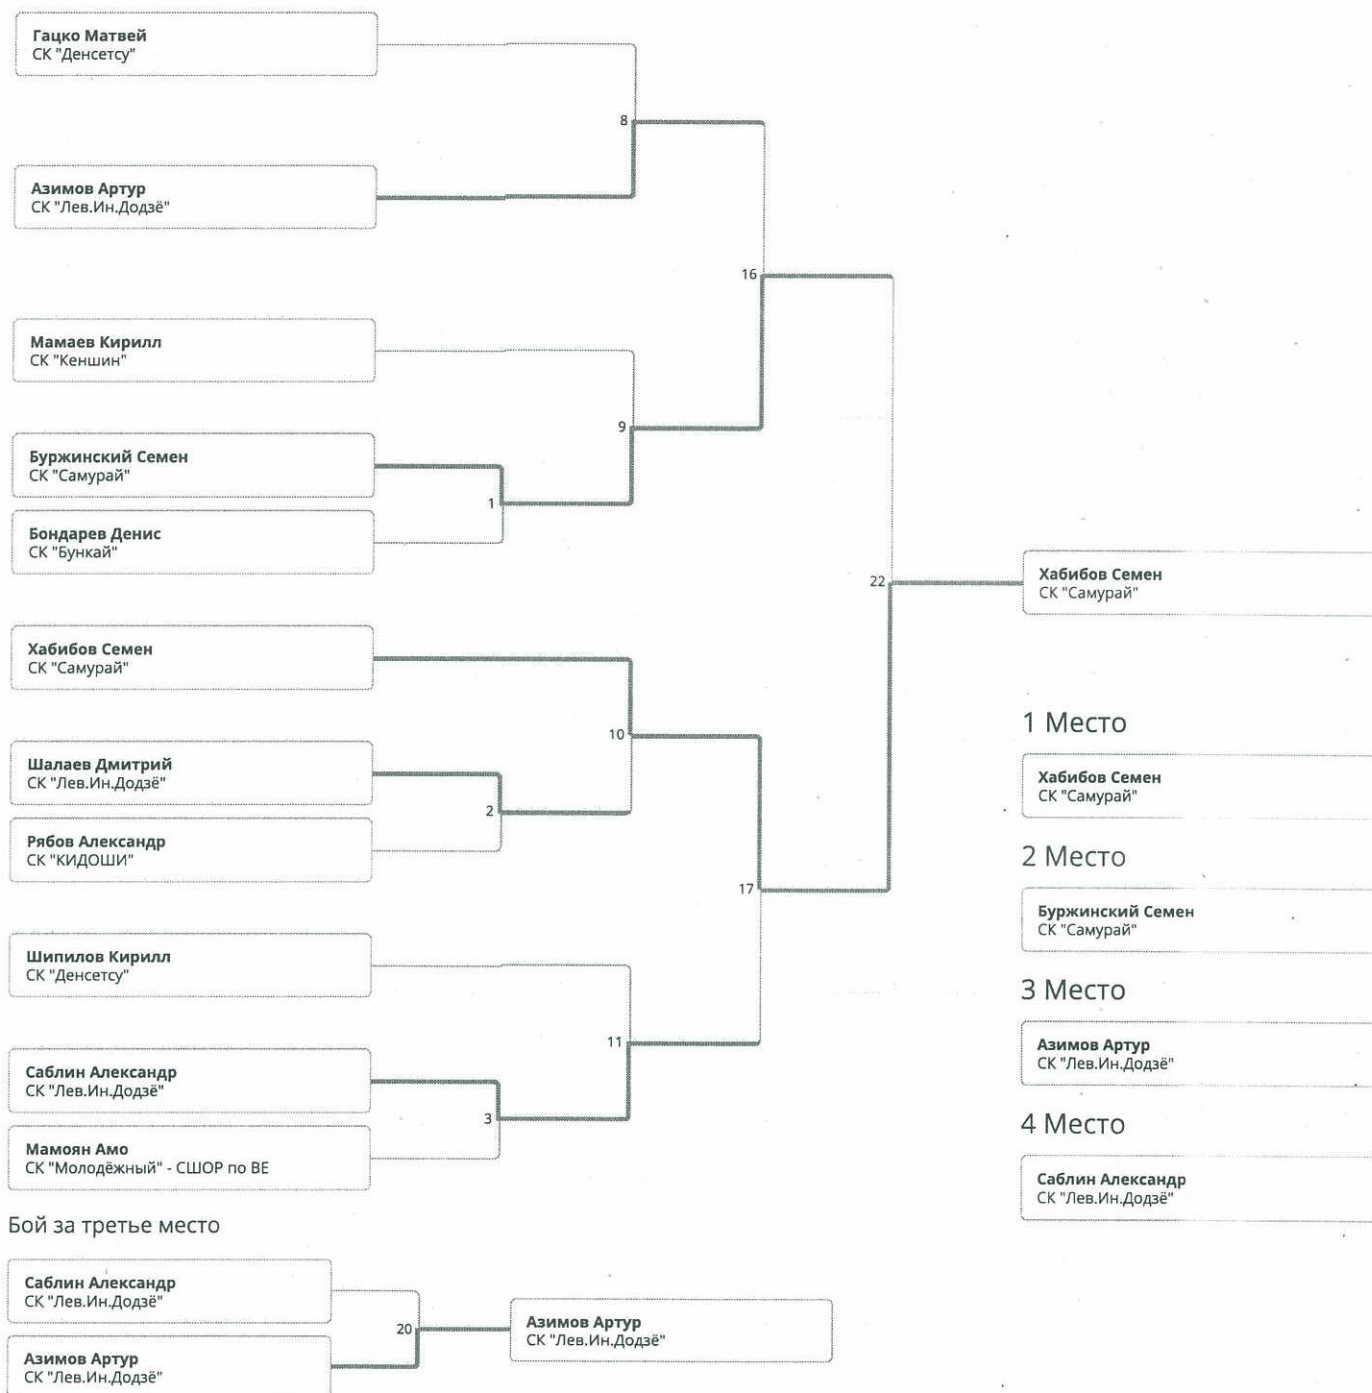 Гацко Матвей
СК "Денсетсу"
8
Азимов Артур
СК "Лев.Ин.Додзё"
16
Мамаев Кирилл
СК "Кеншин"
9
Буржинский Семен
СК "Самурай"
1
Бондарев Денис
СК "Бункай"
22
Хабибов Семен
СК "Самурай"
Хабибов Семен
СК "Самурай"
10
Шалаев Дмитрий
СК "Лев.Ин.Додзё"
2
Рябов Александр
СК "КИДОШИ"
17
Шипилов Кирилл
СК "Денсетсу"
11
Саблин Александр
СК "Лев.Ин.Додзё"
3
Мамоян Амо
СК "Молодёжный" - СШОР по ВЕ
1 Место
Хабибов Семен
СК "Самурай"
2 Место
Буржинский Семен
СК "Самурай"
3 Место
Азимов Артур
СК "Лев.Ин.Додзё"
4 Место
Саблин Александр
СК "Лев.Ин.Додзё"
Бой за третье место
Саблин Александр
СК "Лев.Ин.Додзё"
20
Азимов Артур
СК "Лев.Ин.Додзё"
Азимов Артур
СК "Лев.Ин.Додзё"